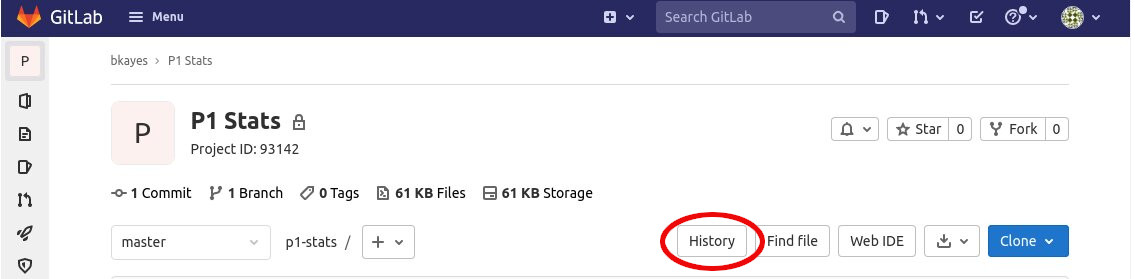 GitLab Menu Search GitLab
P
bkayes > P1 Stats
P
P1 Stats
Project ID: 93142
Star 0 Fork 0
1 Commit 1 Branch 0 Tags 61 KB Files 61 KB Storage
master p1-stats / + History Find file Web IDE Clone